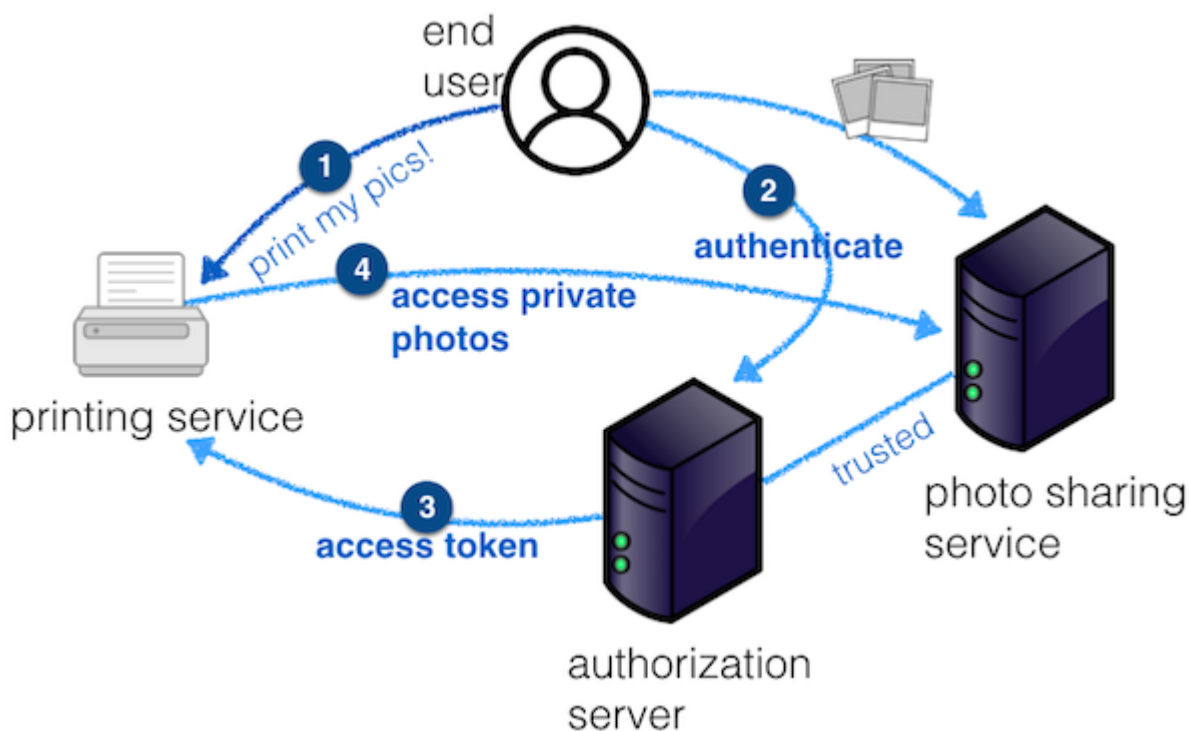 end
user
1
print my pics!
2
authenticate
4
access private
photos
printing service
trusted
3
access token
photo sharing
service
authorization
server